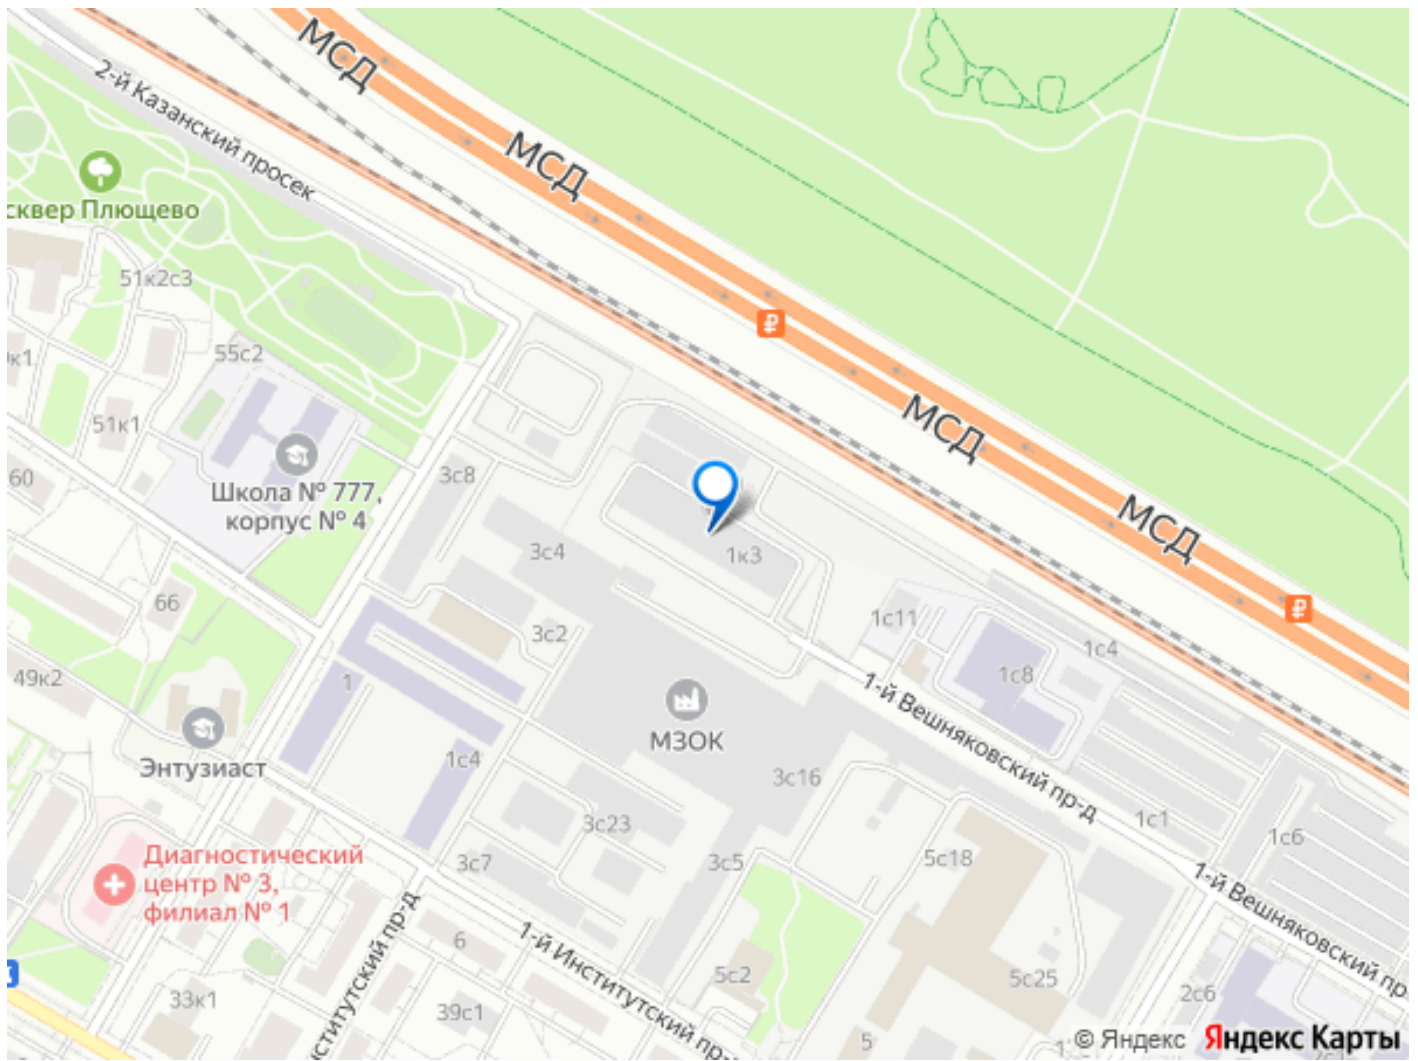 МСД
2-й Казанский просек
МСД
сквер Плющево
51к2с3
55с2
51к1
МСД
60
3с8
Школа № 777,
корпус № 4
МСД
3с4
1к3
66
1с11
3с2
1с4
49к2
1
1с8
1-й Вешняковский пр-д
МЗОК
Энтузиаст
1с4
3с16
3с23
1с1
1с6
Диагностический
центр № 3,
филиал № 1
3с7
3с5
5с18
1-й Вешняковский пр-
6
1-й Институтский пр-д
нститутский пр-д
5с2
5с25
2с6
33к1
39с1
5
© Яндекс Яндекс Карты